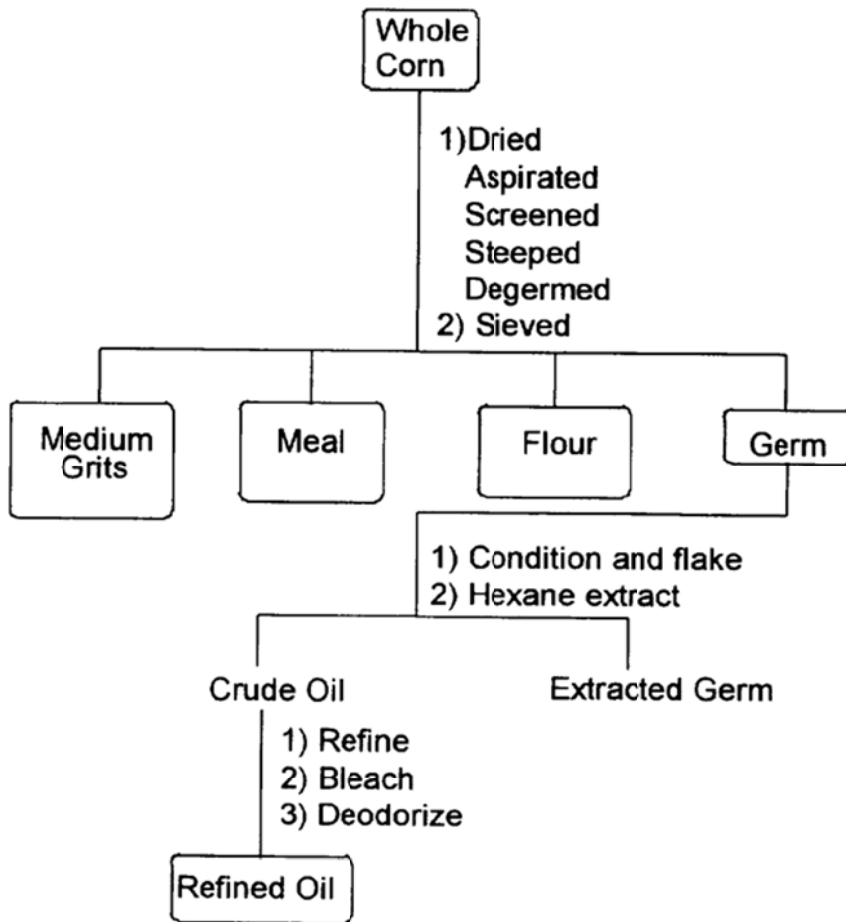 Whole
Corn
1)Dried
Aspirated
Screened
Steeped
Degermed
2) Sieved
Medium
Grits
Meal
Flour
Germ
1) Condition and flake
2) Hexane extract
Crude Oil
Extracted Germ
1) Refine
2) Bleach
3) Deodorize
Refined Oil